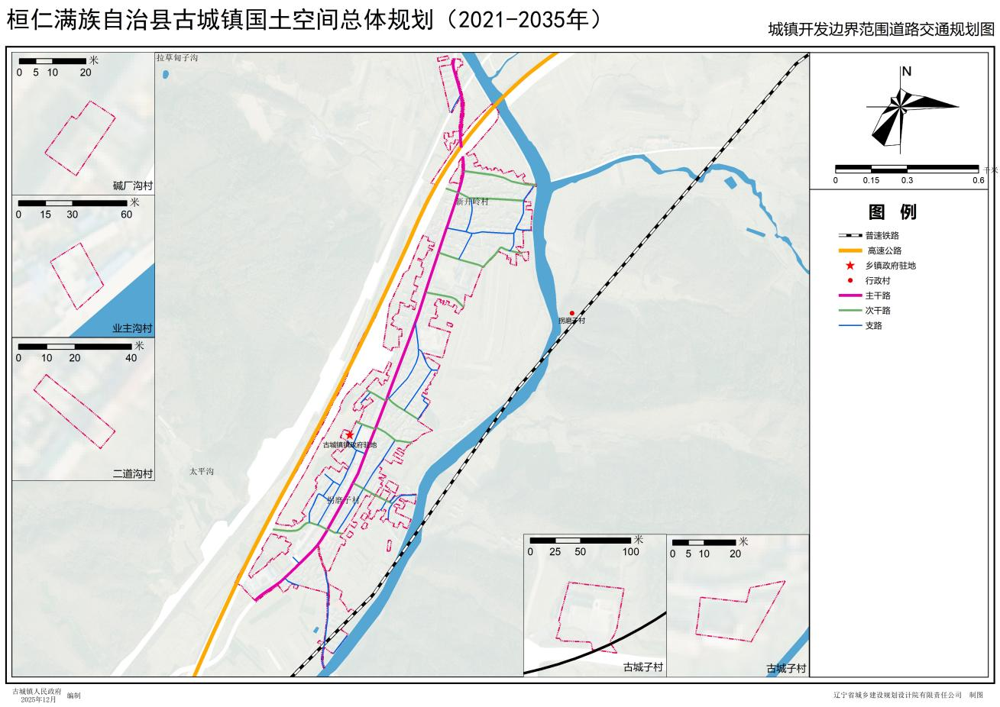 桓仁满族自治县古城镇国土空间总体规划（2021-2035年）
城镇开发边界范围道路交通规划图
米
0 5 10 20
碱厂沟村
米
0 15 30 60
业主沟村
米
0 10 20 40
二道沟村
拉草甸子沟
新开岭村
拐磨子村
古城镇镇政府驻地
太平沟
拐磨子村
米
0 25 50 100
古城子村
米
0 5 10 20
古城子村
N
千米
0 0.15 0.3 0.6
图 例
普速铁路
高速公路
乡镇政府驻地
行政村
主干路
次干路
支路
古城镇人民政府
2025年12月
编制
辽宁省城乡建设规划设计院有限责任公司 制图